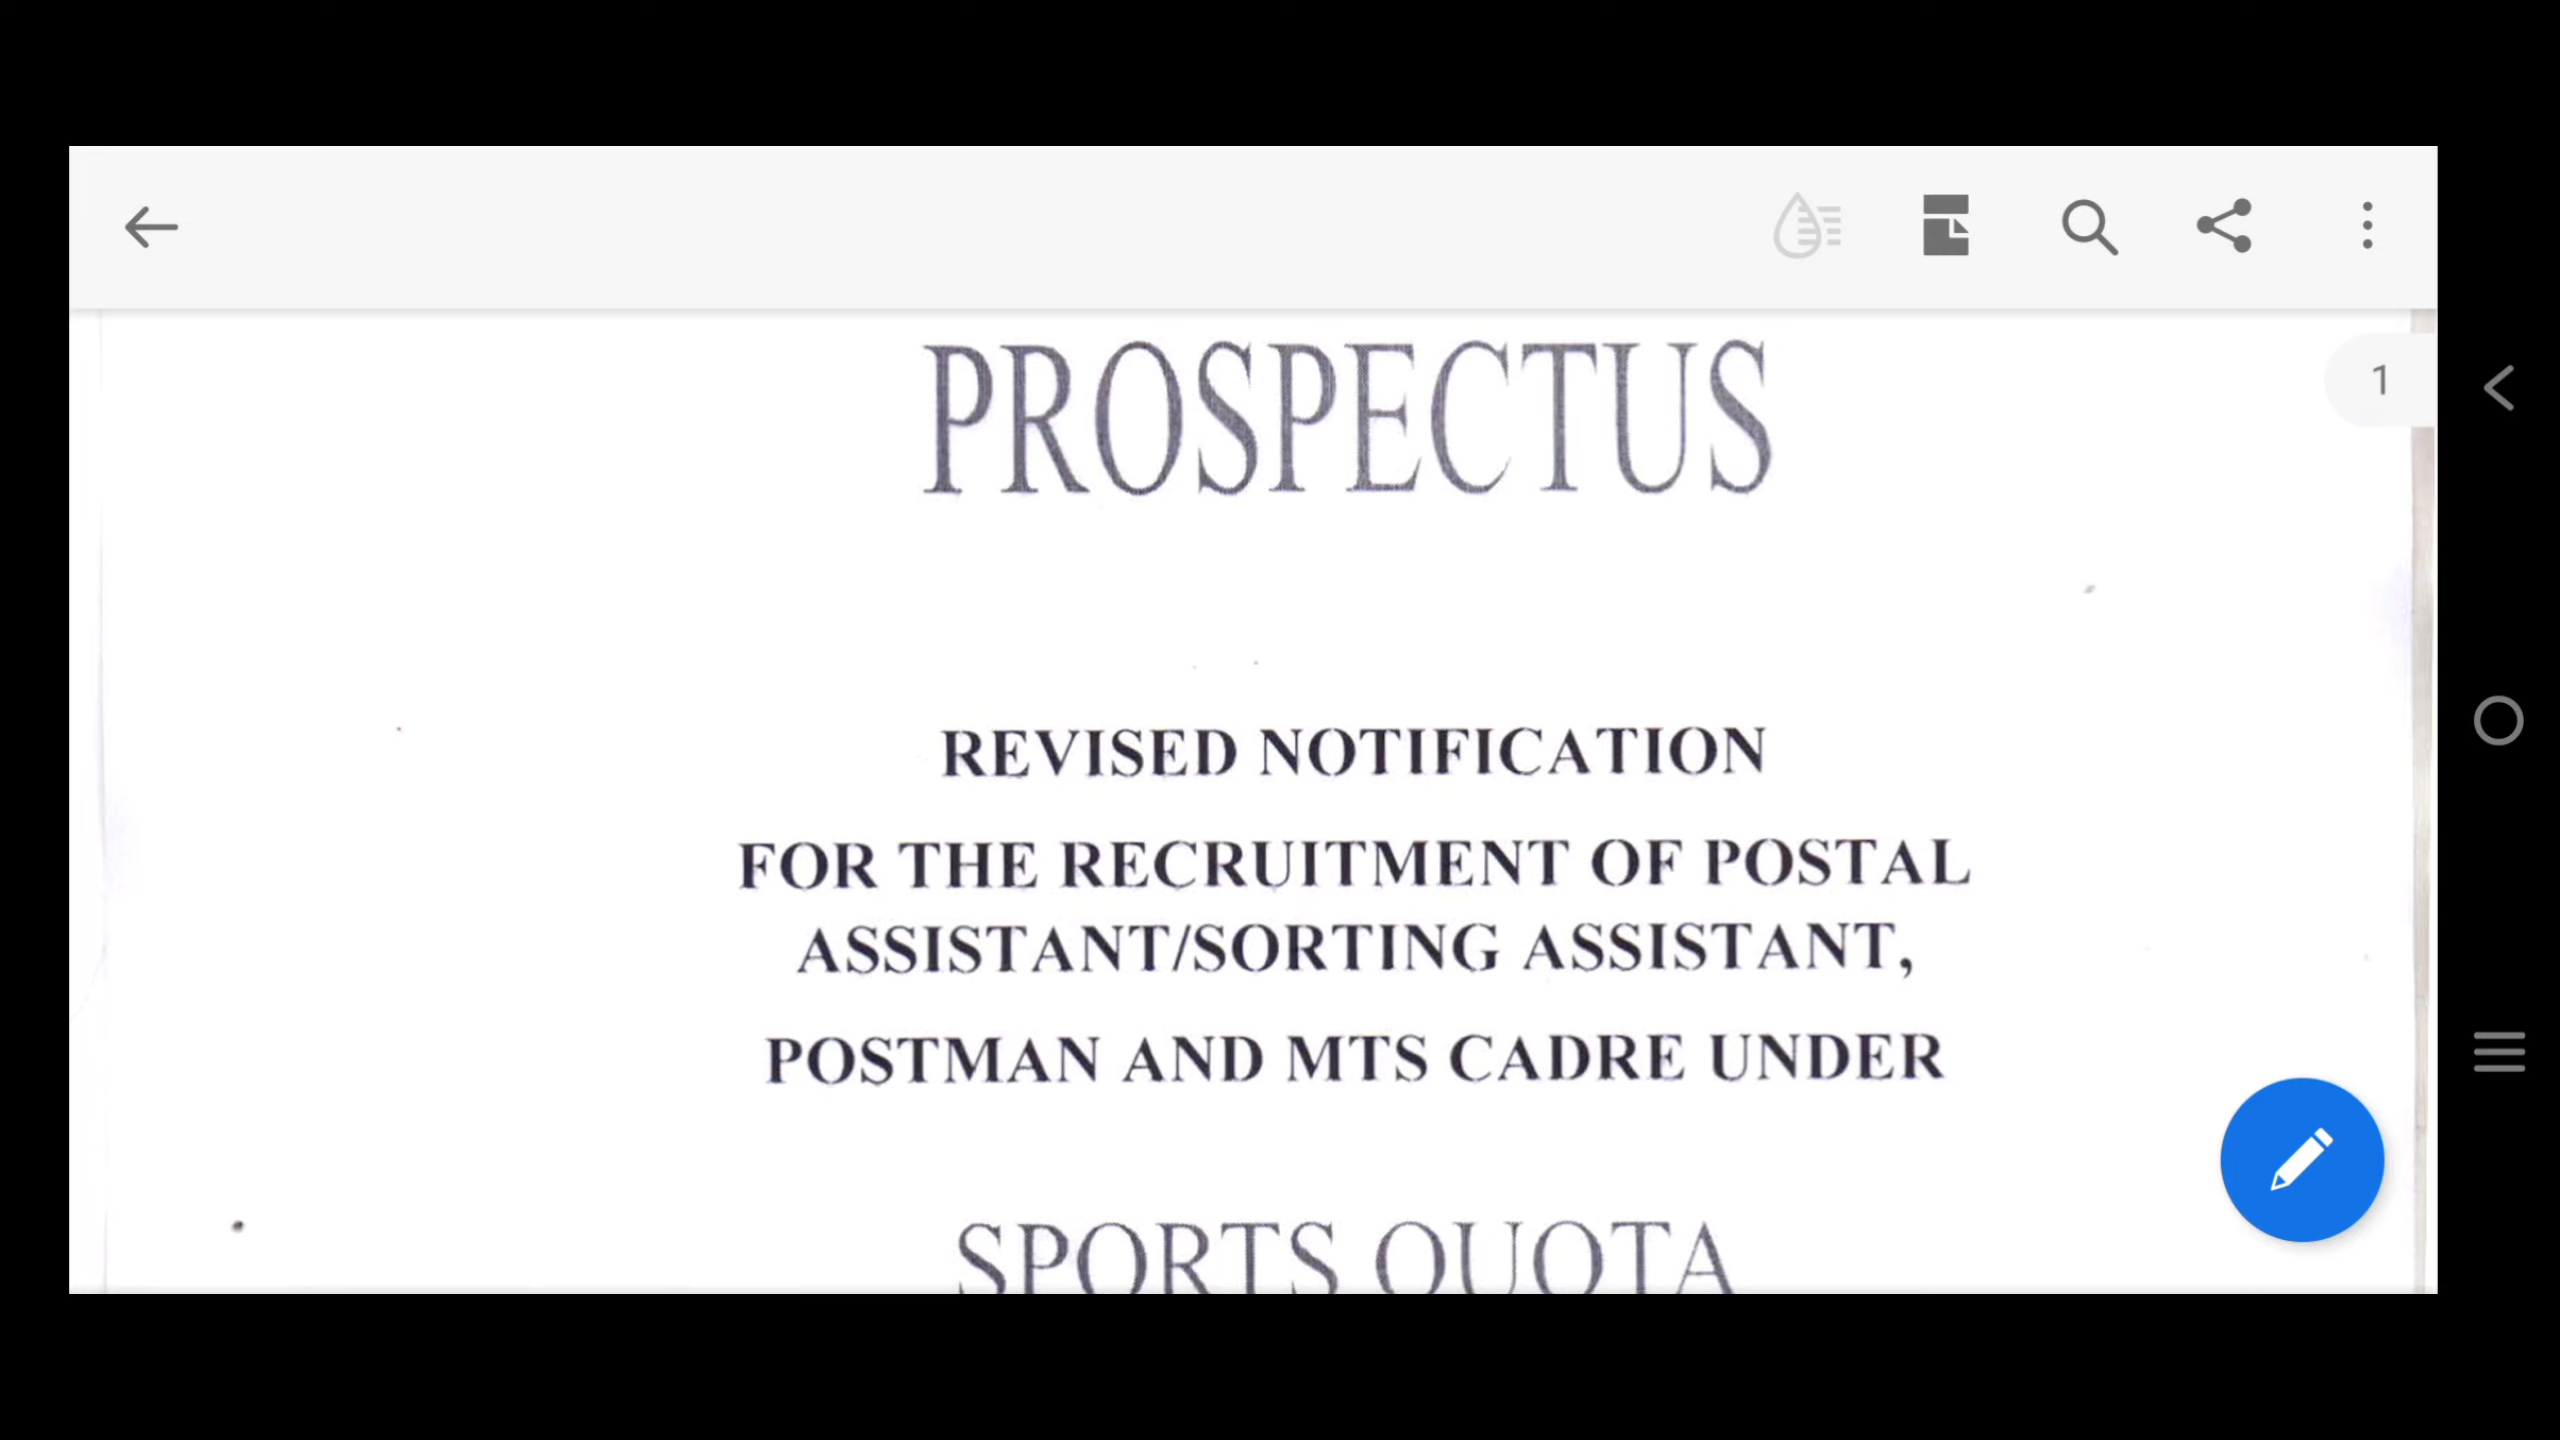 PROSPECTUS
1
REVISED NOTIFICATION
FOR THE RECRUITMENT OF POSTAL
ASSISTANT/SORTING ASSISTANT,
POSTMAN AND MTS CADRE UNDER
SPORTS QUOTA